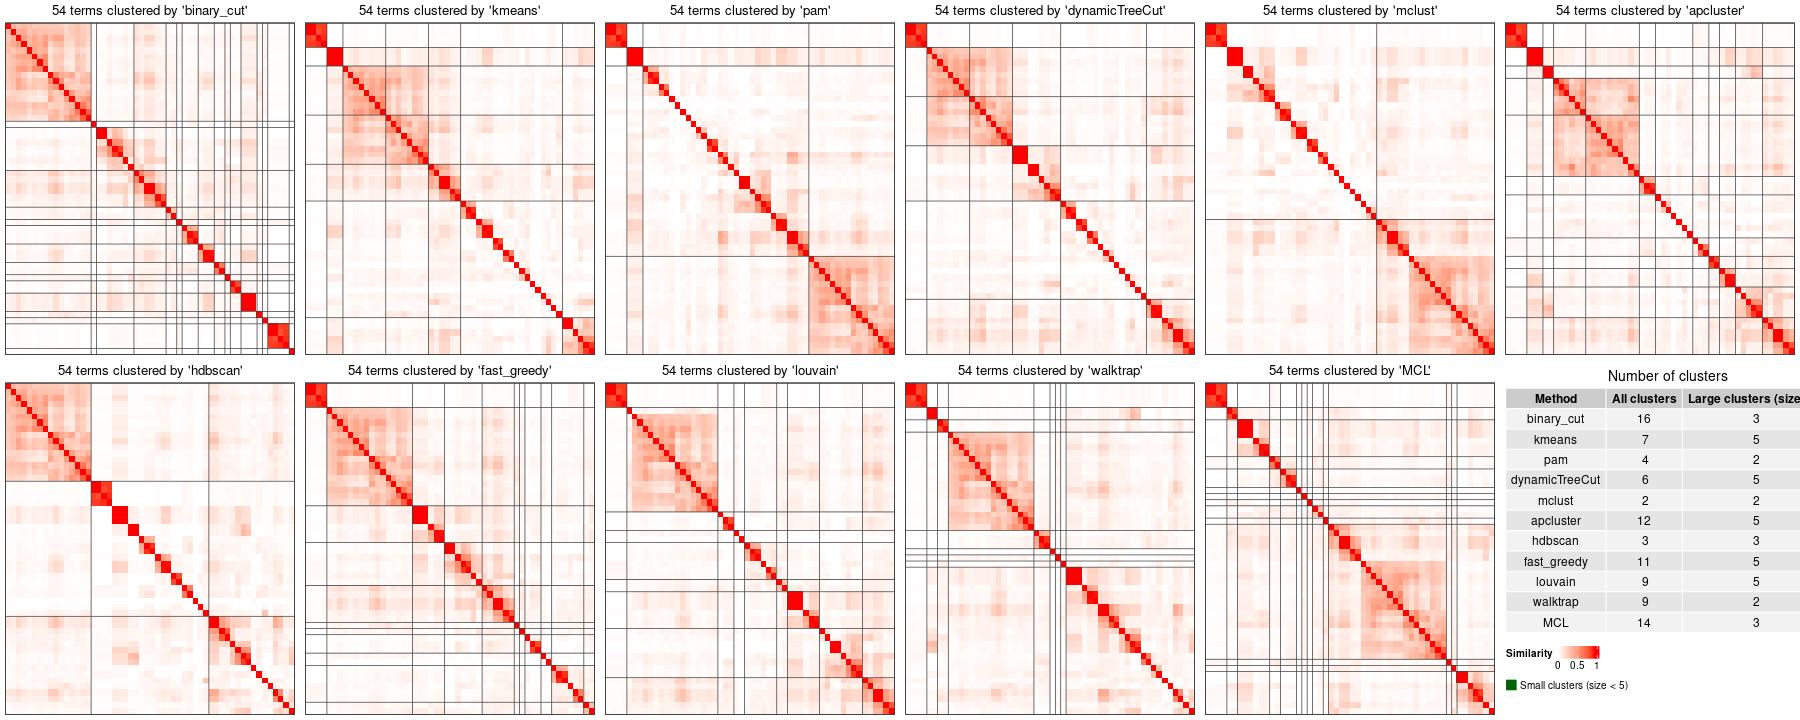 54 terms clustered by 'binary_cut'
54 terms clustered by 'kmeans'
54 terms clustered by 'pam'
54 terms clustered by 'dynamicTreeCut'
54 terms clustered by 'mclust'
54 terms clustered by 'apcluster'
54 terms clustered by 'hdbscan'
54 terms clustered by 'fast_greedy'
54 terms clustered by 'louvain'
54 terms clustered by 'walktrap'
54 terms clustered by 'MCL'
Number of clusters
Method All clusters Large clusters (size
binary_cut 16 3
kmeans 7 5
pam 4 2
dynamicTreeCut 6 5
mclust 2 2
apcluster 12 5
hdbscan 3 3
fast_greedy 11 5
louvain 9 5
walktrap 9 2
MCL 14 3
Similarity
0 0.5 1
Small clusters (size < 5)